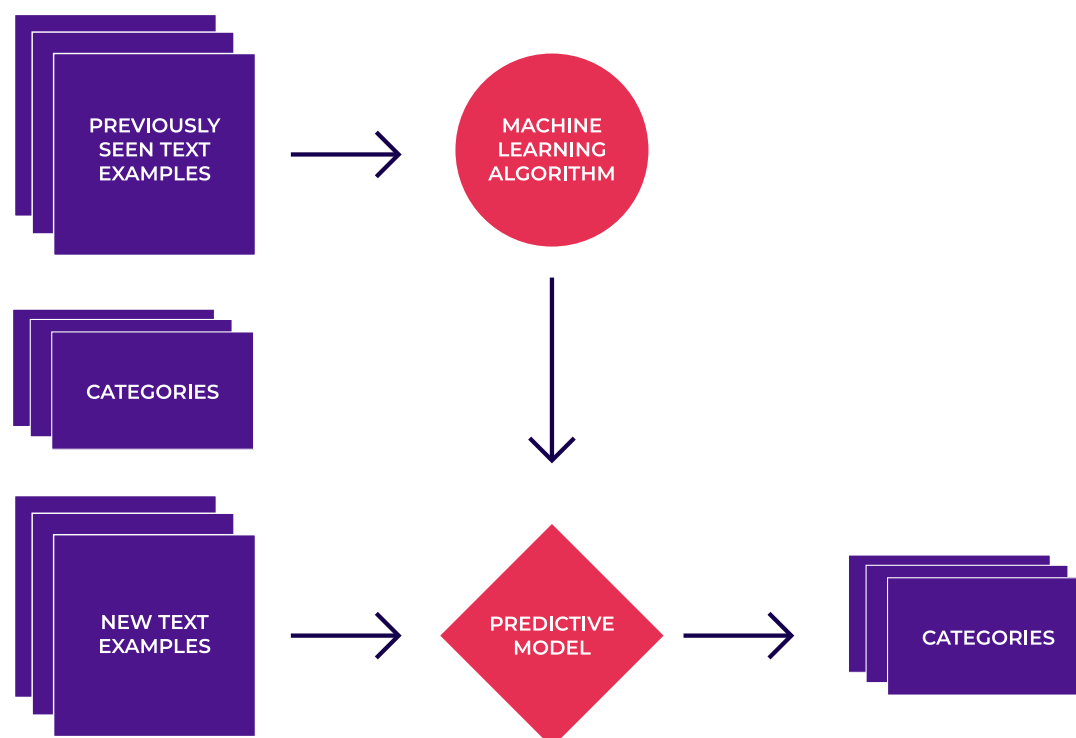 PREVIOUSLY
SEEN TEXT
EXAMPLES
MACHINE
LEARNING
ALGORITHM
CATEGORIES
NEW TEXT
EXAMPLES
PREDICTIVE
MODEL
CATEGORIES